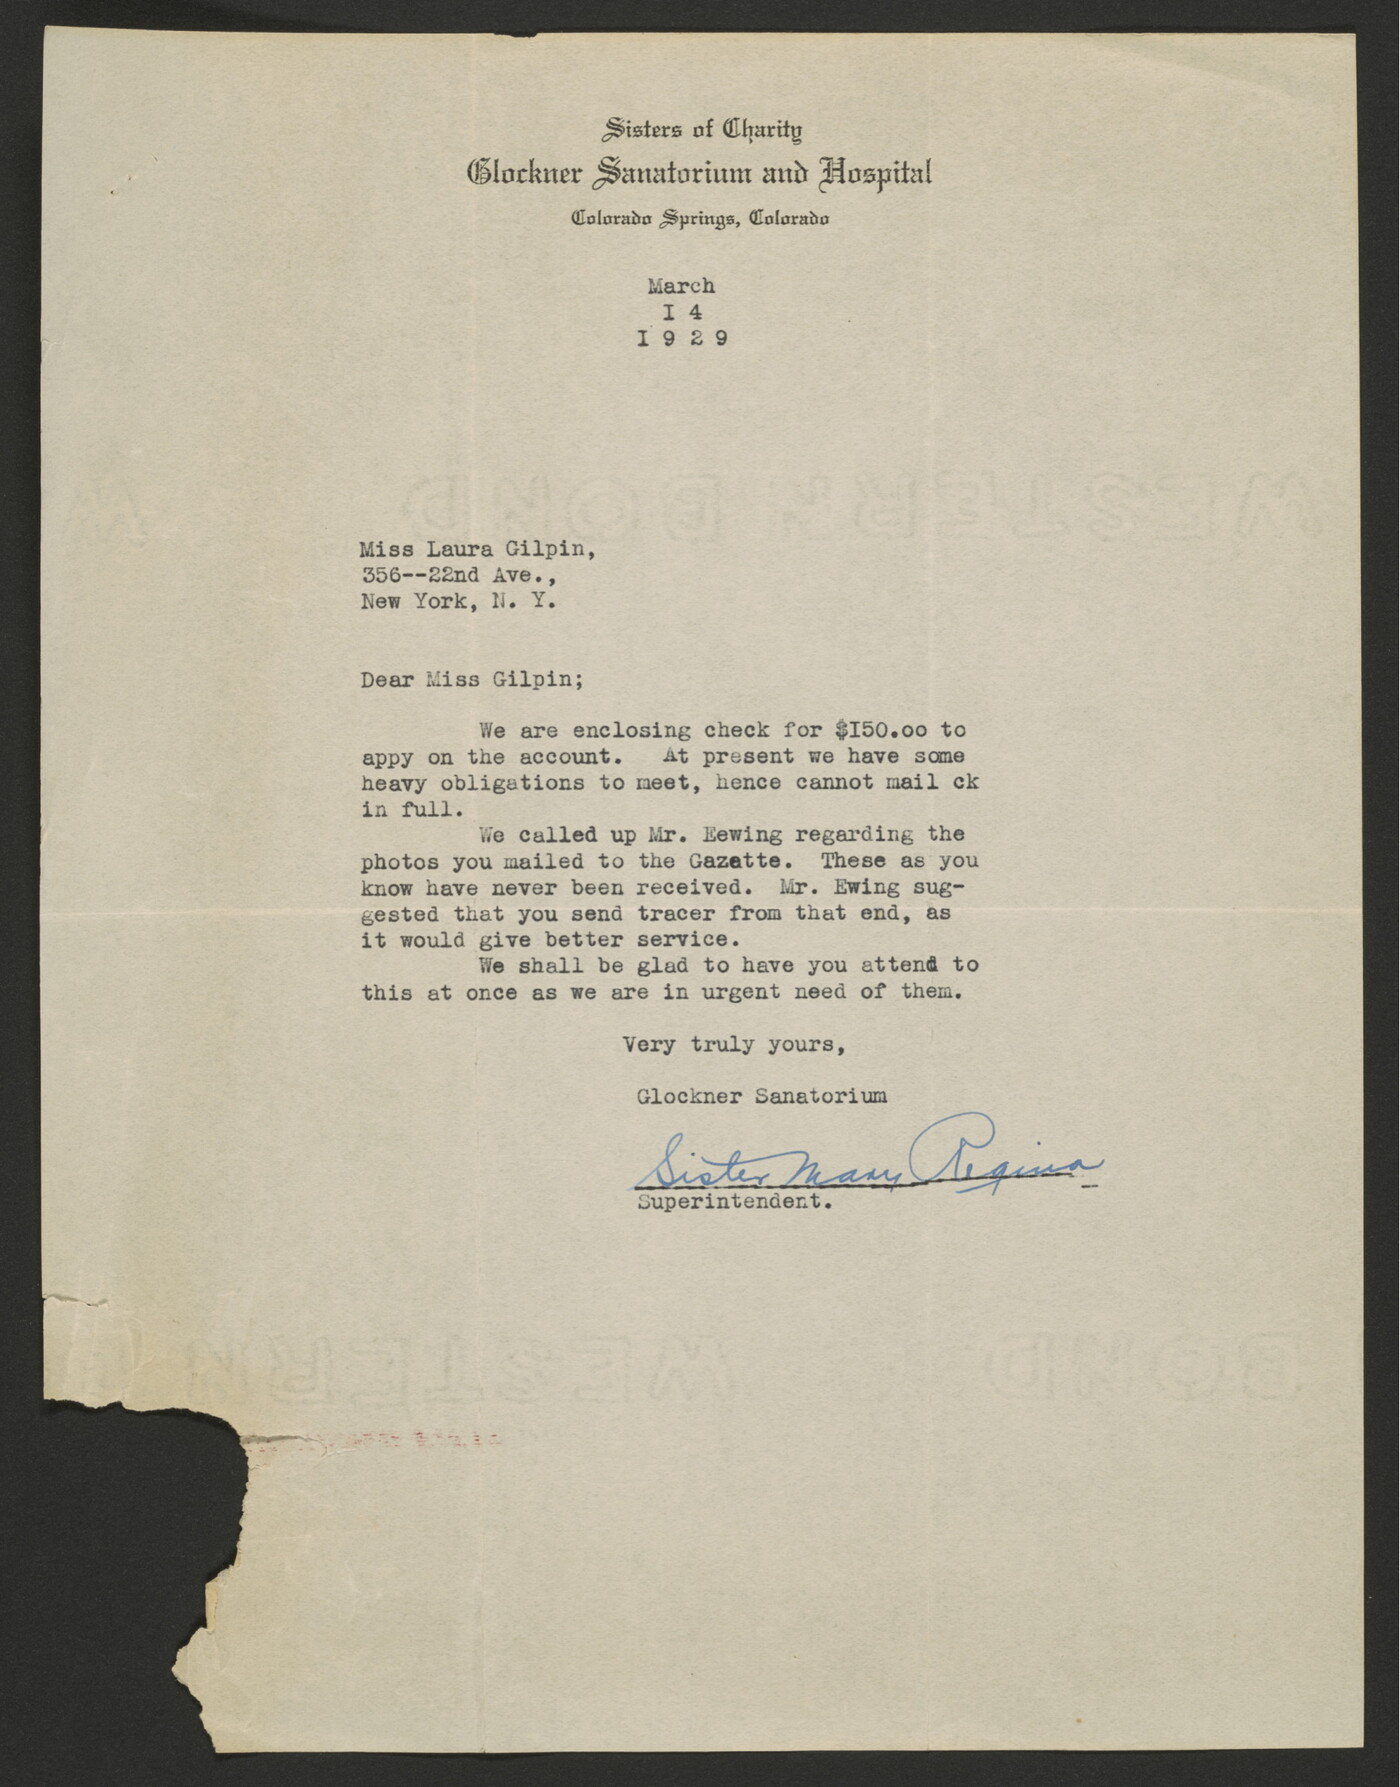 Sisters of Charity
Glockner Sanatorium and Hospital
Colorado Springs, Colorado
March
I 4
I 9 2 9
WESTERN BOND W
Miss Laura Gilpin,
356--22nd Ave.,
New York, N. Y.
Dear Miss Gilpin;
We are enclosing check for $I50.oo to
appy on the account. At present we have some
heavy obligations to meet, hence cannot mail ck
in full.
We called up Mr. Eewing regarding the
photos you mailed to the Gazette. These as you
know have never been received. Mr. Ewing sug-
gested that you send tracer from that end, as
it would give better service.
We shall be glad to have you attend to
this at once as we are in urgent need of them.
Very truly yours,
Glockner Sanatorium
Sister Mary Regina
Superintendent.
BOND WESTERN B